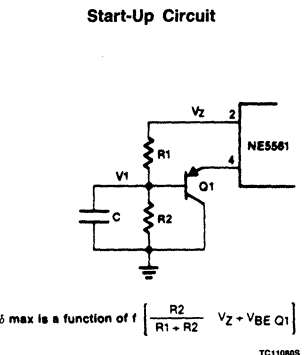 Start-Up Circuit
VZ
2
NE5561
R1
4
V1
Q1
C
R2
δ max is a function of f [ R2 / R1 + R2 VZ + VBE Q1 ]
TC11080S